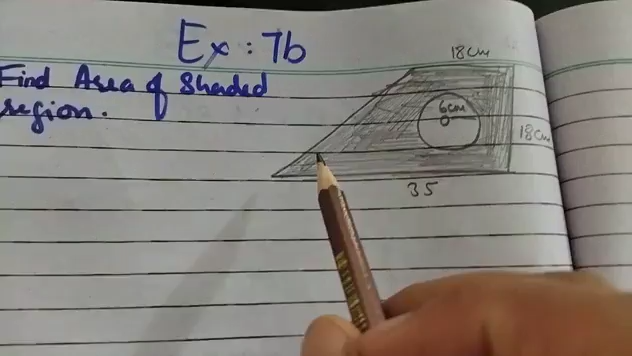 Ex : 7b
Find Area of Shaded
region.
18cm
6cm
18cm
35